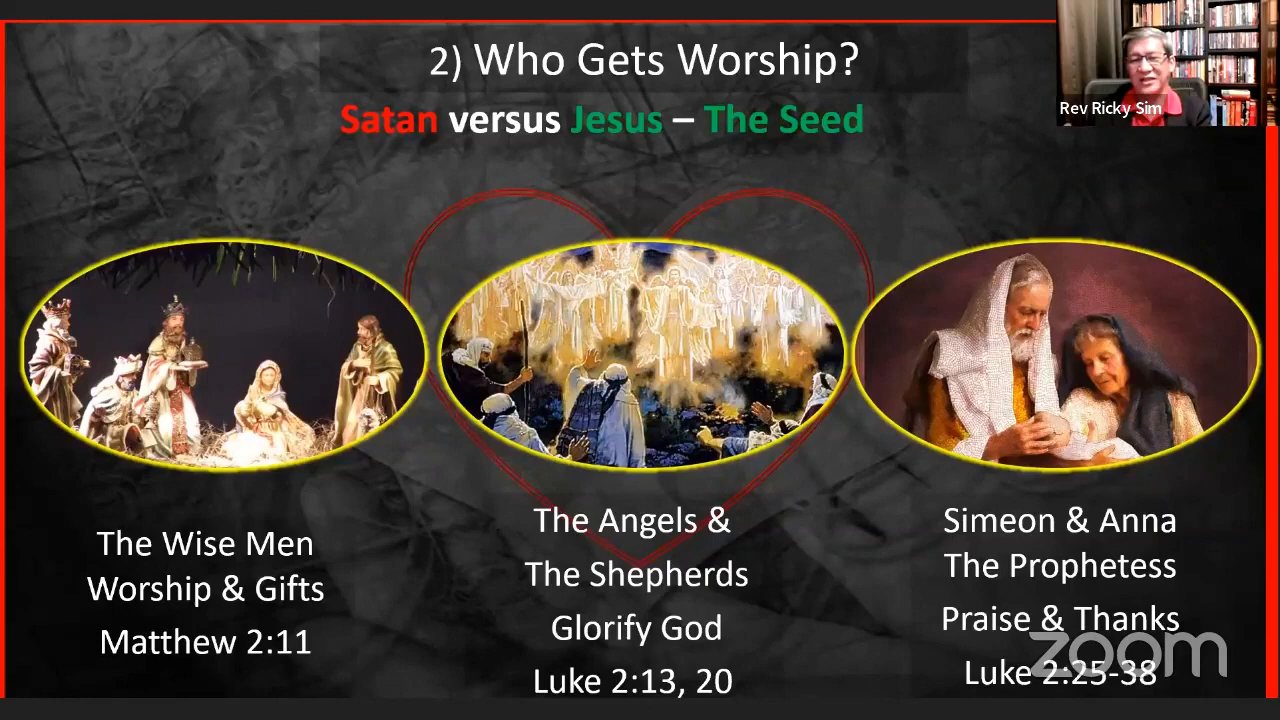 2) Who Gets Worship?
Satan versus Jesus – The Seed
Rev Ricky Sim
The Wise Men
Worship & Gifts
Matthew 2:11
The Angels &
The Shepherds
Glorify God
Luke 2:13, 20
Simeon & Anna
The Prophetess
Praise & Thanks
Luke 2:25-38
zoom